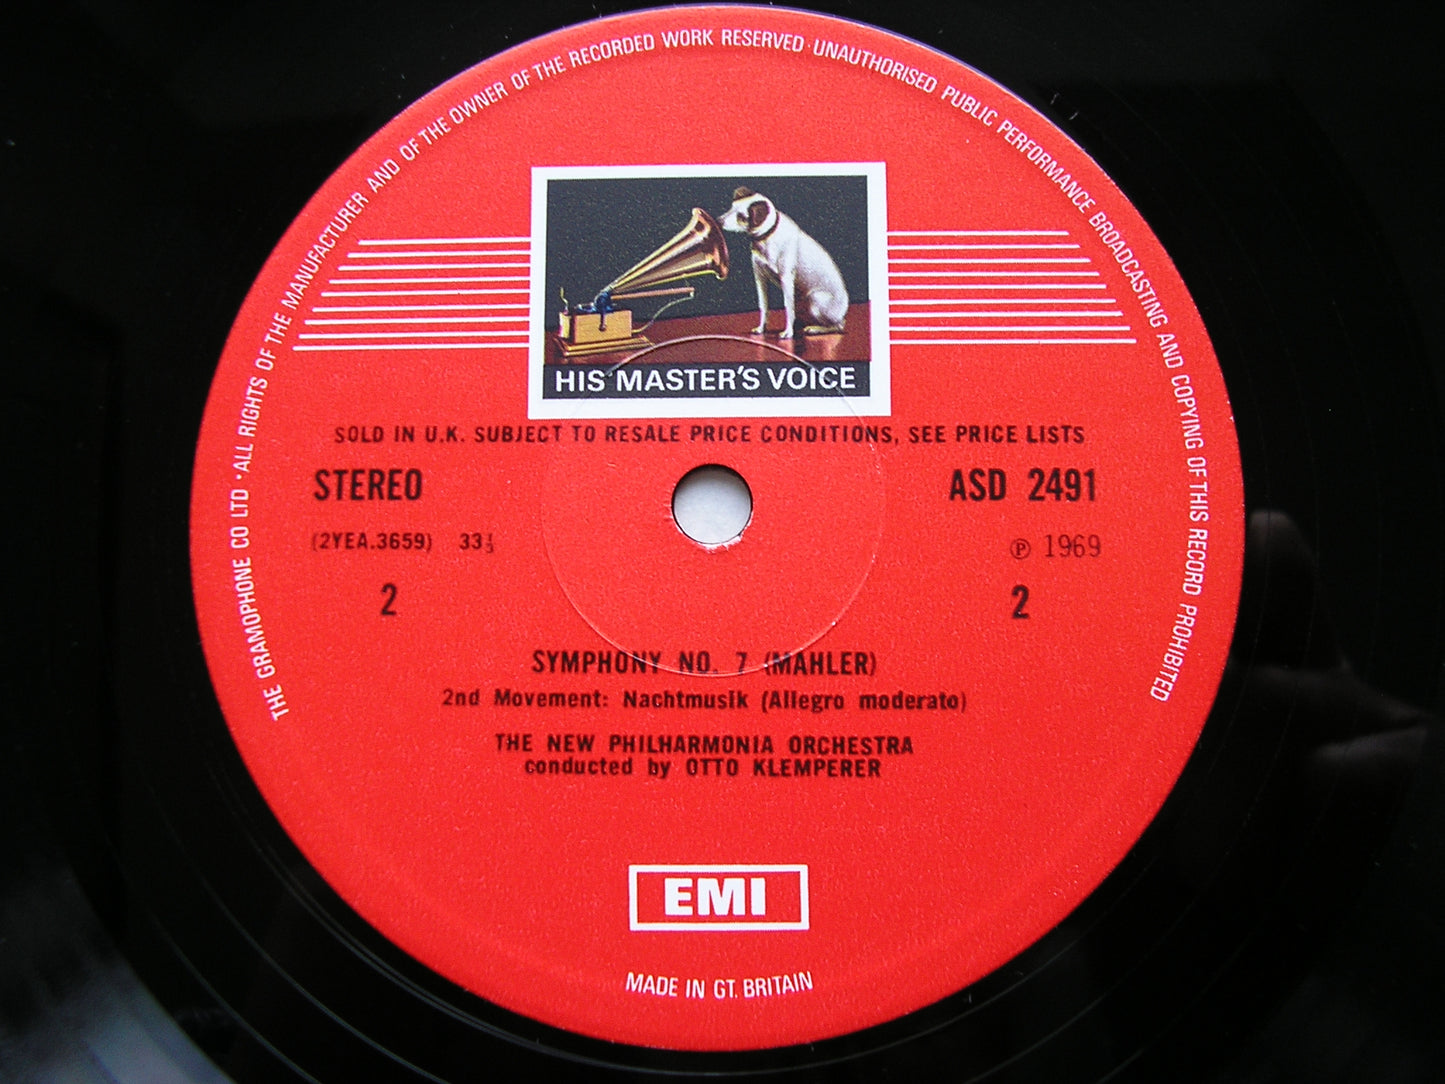 THE GRAMOPHONE CO LTD · ALL RIGHTS OF THE MANUFACTURER AND OF THE OWNER OF THE RECORDED WORK RESERVED · UNAUTHORISED PUBLIC PERFORMANCE BROADCASTING AND COPYING OF THIS RECORD PROHIBITED
HIS MASTER'S VOICE
SOLD IN U.K. SUBJECT TO RESALE PRICE CONDITIONS, SEE PRICE LISTS
STEREO ASD 2491
(2YEA.3659) 33⅓ ℗ 1969
2 2
SYMPHONY NO. 7 (MAHLER)
2nd Movement: Nachtmusik (Allegro moderato)
THE NEW PHILHARMONIA ORCHESTRA
conducted by OTTO KLEMPERER
EMI
MADE IN GT. BRITAIN